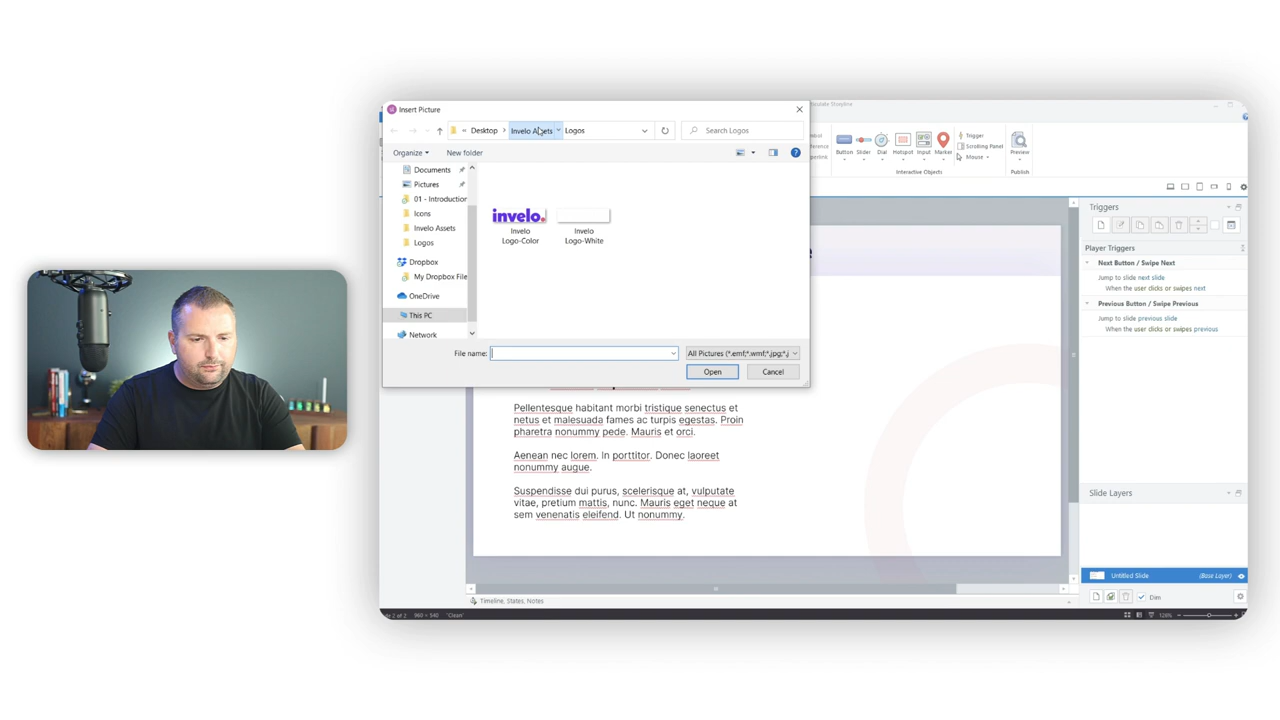 Insert Picture
« Desktop > Invelo Assets Logos
Search Logos
Organize
New folder
Documents
Pictures
01 - Introduction
Icons
Invelo Assets
Logos
Dropbox
My Dropbox File
OneDrive
This PC
Network
invelo.
Invelo
Logo-Color
Invelo
Logo-White
File name:
All Pictures (*.emf;*.wmf;*.jpg;*.j
Open
Cancel
Button
Slider
Dial
Hotspot
Input
Marker
Trigger
Scrolling Panel
Mouse
Preview
Interactive Objects
Publish
Pellentesque habitant morbi tristique senectus et
netus et malesuada fames ac turpis egestas. Proin
pharetra nonummy pede. Mauris et orci.
Aenean nec lorem. In porttitor. Donec laoreet
nonummy augue.
Suspendisse dui purus, scelerisque at, vulputate
vitae, pretium mattis, nunc. Mauris eget neque at
sem venenatis eleifend. Ut nonummy.
Triggers
Player Triggers
Next Button / Swipe Next
Jump to slide next slide
When the user clicks or swipes next
Previous Button / Swipe Previous
Jump to slide previous slide
When the user clicks or swipes previous
Slide Layers
Untitled Slide
(Base Layer)
Dim
Timeline, States, Notes
960 × 540
"Clean"